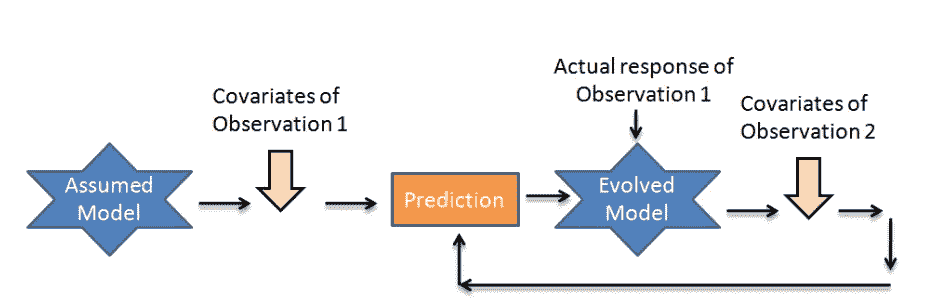 Covariates of
Observation 1
Actual response of
Observation 1
Covariates of
Observation 2
Assumed
Model
Prediction
Evolved
Model